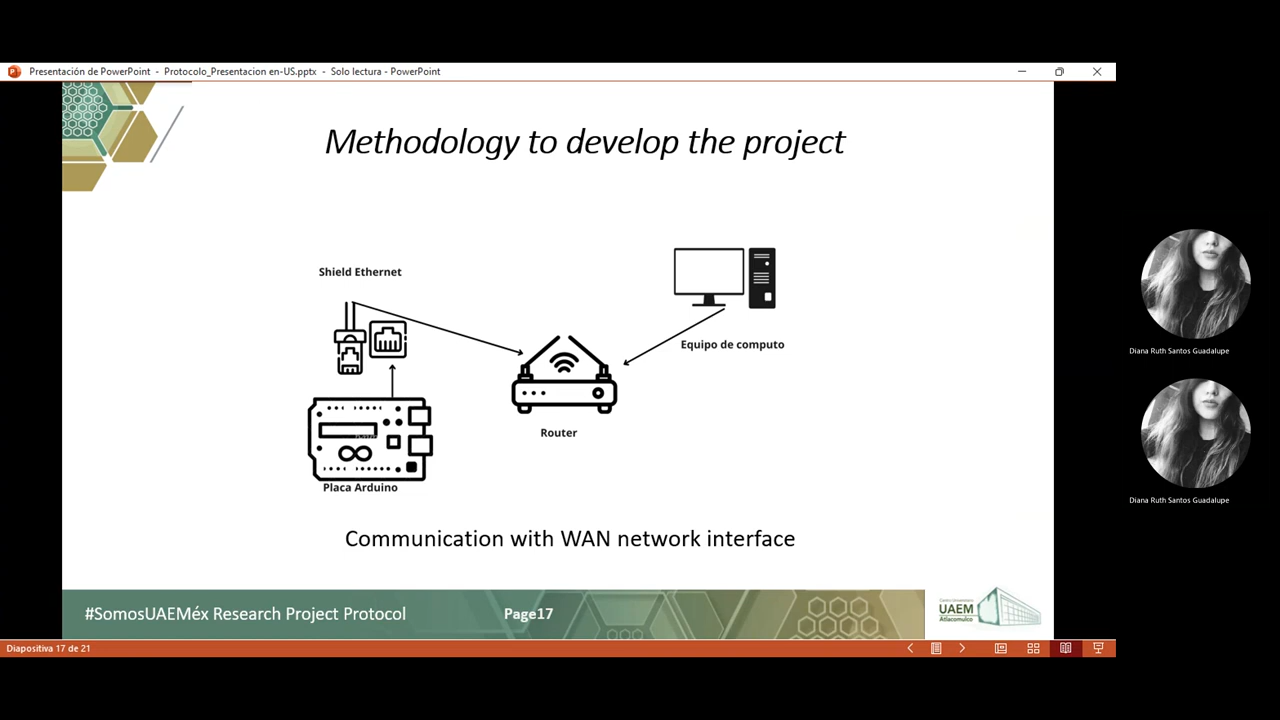 Presentación de PowerPoint - Protocolo_Presentacion en-US.pptx - Solo lectura - PowerPoint
Methodology to develop the project
Shield Ethernet
Equipo de computo
Router
Placa Arduino
Communication with WAN network interface
#SomosUAEMéx Research Project Protocol
Page17
Centro Universitario
UAEM
Atlacomulco
Diapositiva 17 de 21
Diana Ruth Santos Guadalupe
Diana Ruth Santos Guadalupe